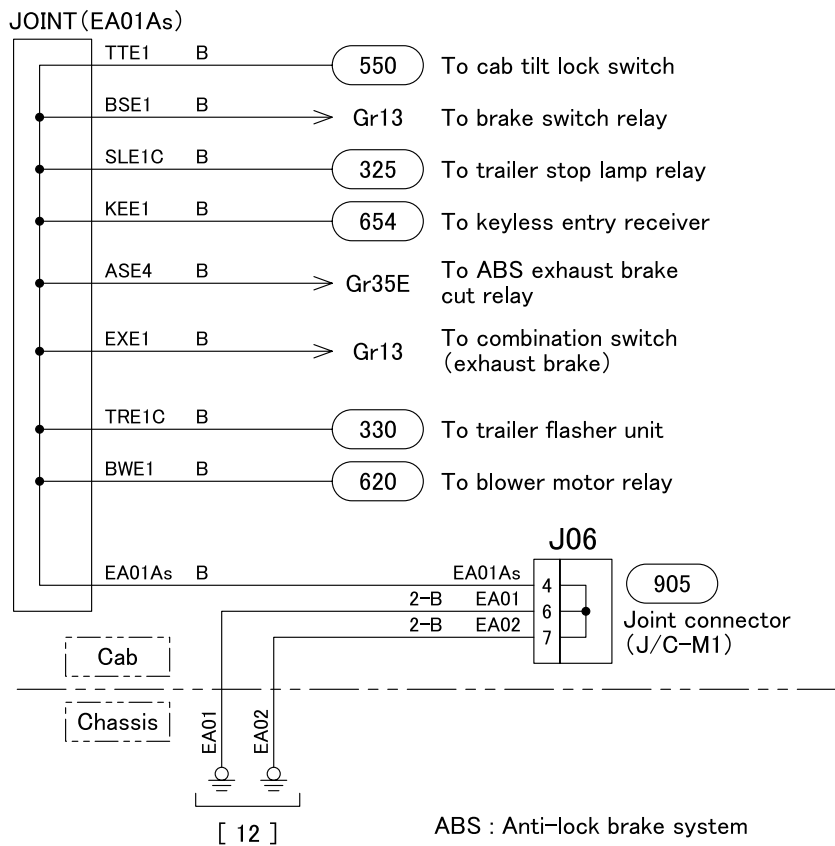 JOINT(EA01As)
TTE1 B 550 To cab tilt lock switch
BSE1 B Gr13 To brake switch relay
SLE1C B 325 To trailer stop lamp relay
KEE1 B 654 To keyless entry receiver
ASE4 B Gr35E To ABS exhaust brake
cut relay
EXE1 B Gr13 To combination switch
(exhaust brake)
TRE1C B 330 To trailer flasher unit
BWE1 B 620 To blower motor relay
J06
EA01As B EA01As 4 905
2-B EA01 6 Joint connector
2-B EA02 7 (J/C-M1)
Cab
Chassis
EA01 EA02
[ 12 ]
ABS : Anti-lock brake system